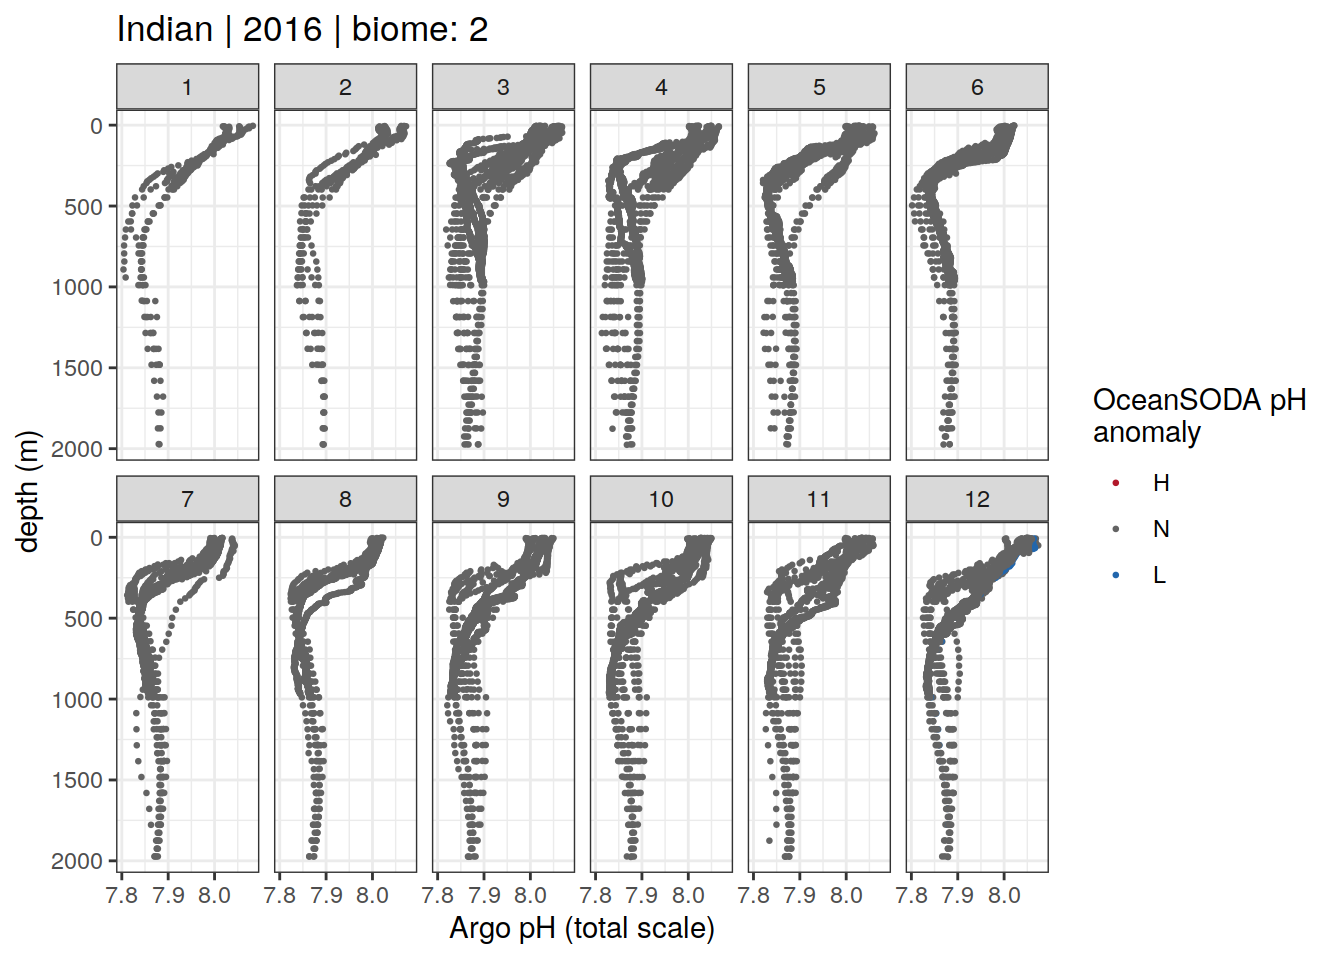 Indian | 2016 | biome: 2
1 2 3 4 5 6
0
500
1000
1500
2000
7 8 9 10 11 12
0
500
1000
1500
2000
7.8 7.9 8.0 7.8 7.9 8.0 7.8 7.9 8.0 7.8 7.9 8.0 7.8 7.9 8.0 7.8 7.9 8.0
Argo pH (total scale)
depth (m)
OceanSODA pH
anomaly
H
N
L